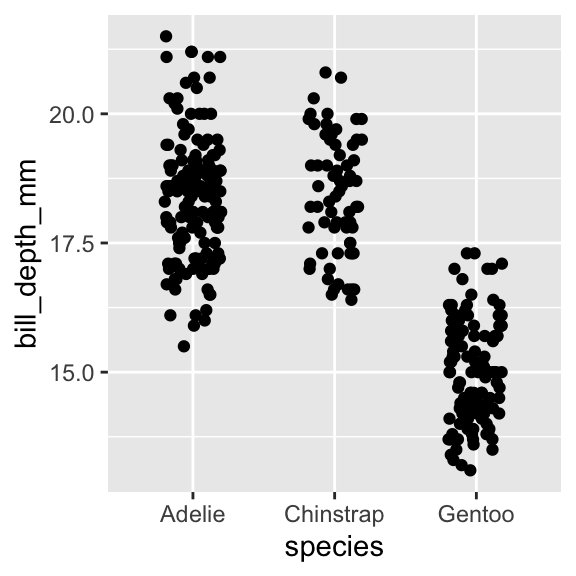 bill_depth_mm
20.0
17.5
15.0
Adelie Chinstrap Gentoo
species